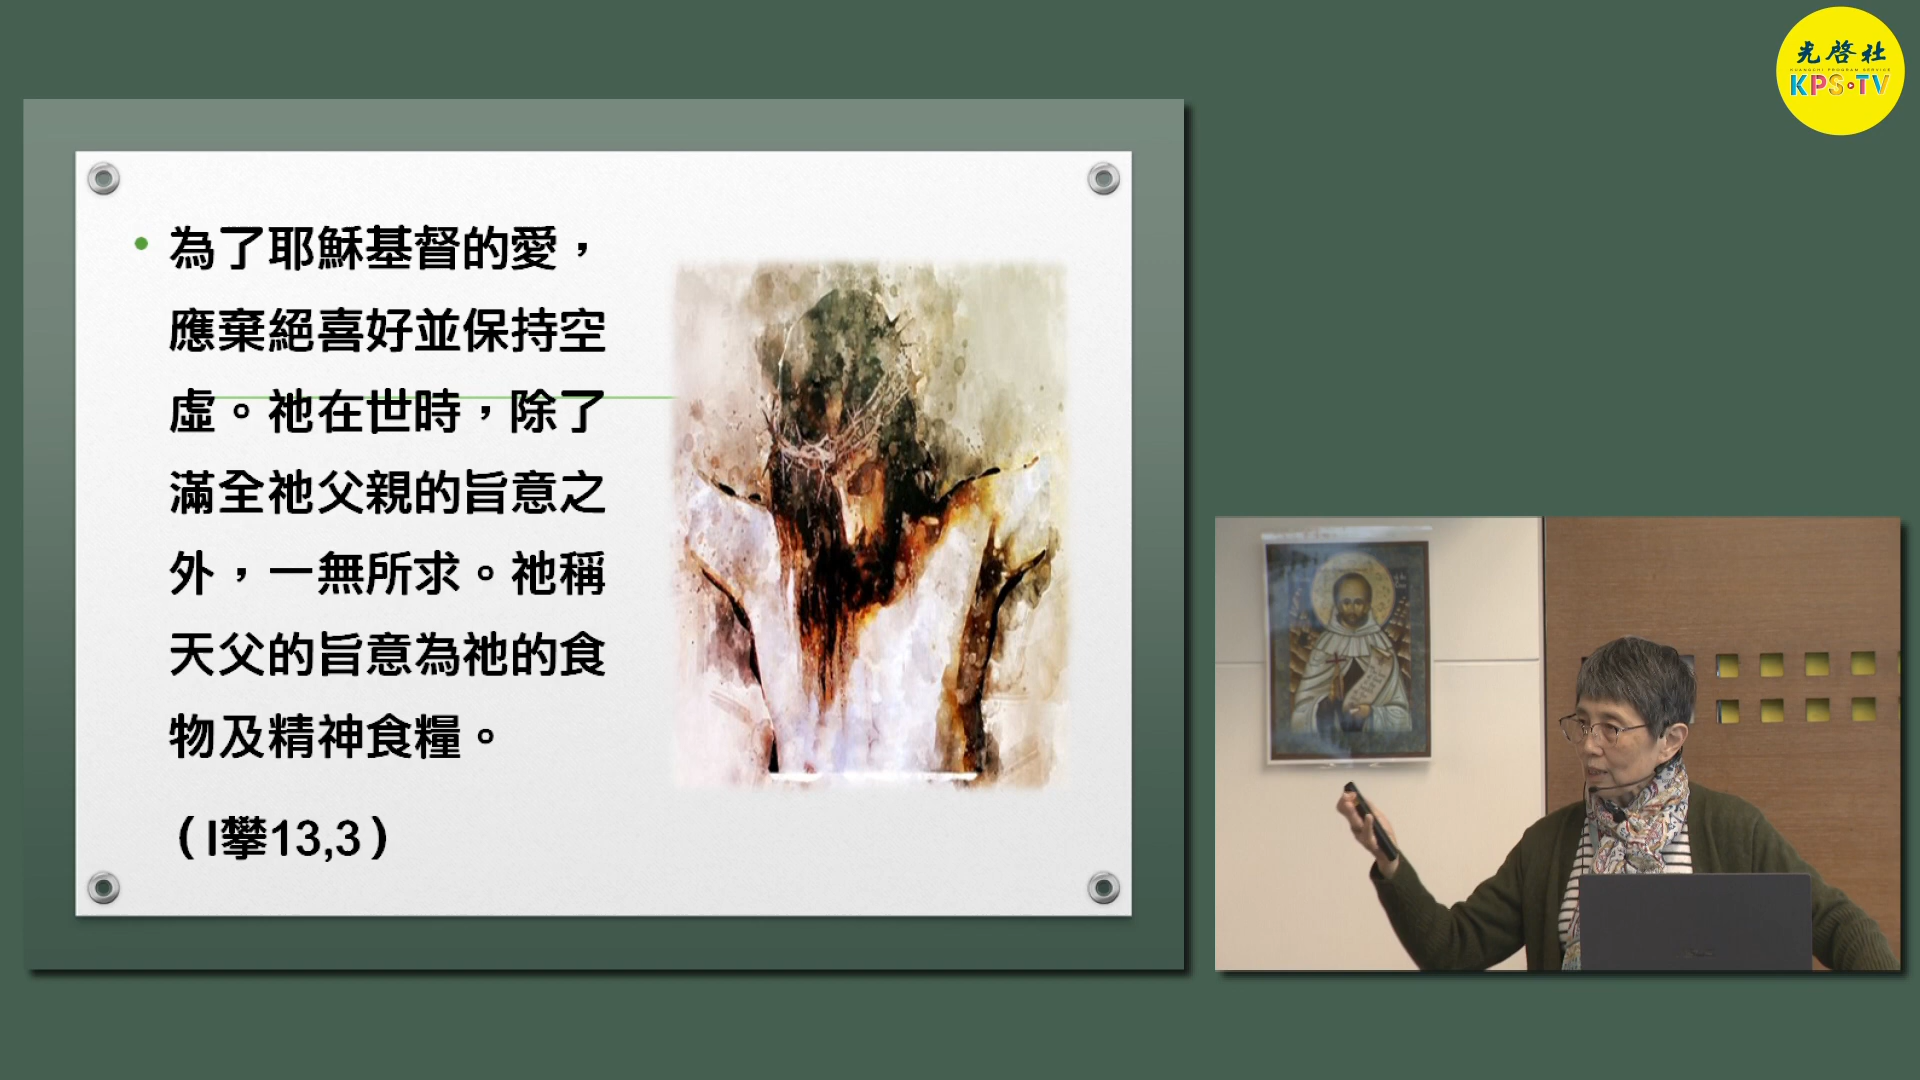 光啓社
KUANGCHI PROGRAM SERVICE
KPS TV
為了耶穌基督的愛，
應棄絕喜好並保持空
虛。祂在世時，除了
滿全祂父親的旨意之
外，一無所求。祂稱
天父的旨意為祂的食
物及精神食糧。
（I攀13,3）